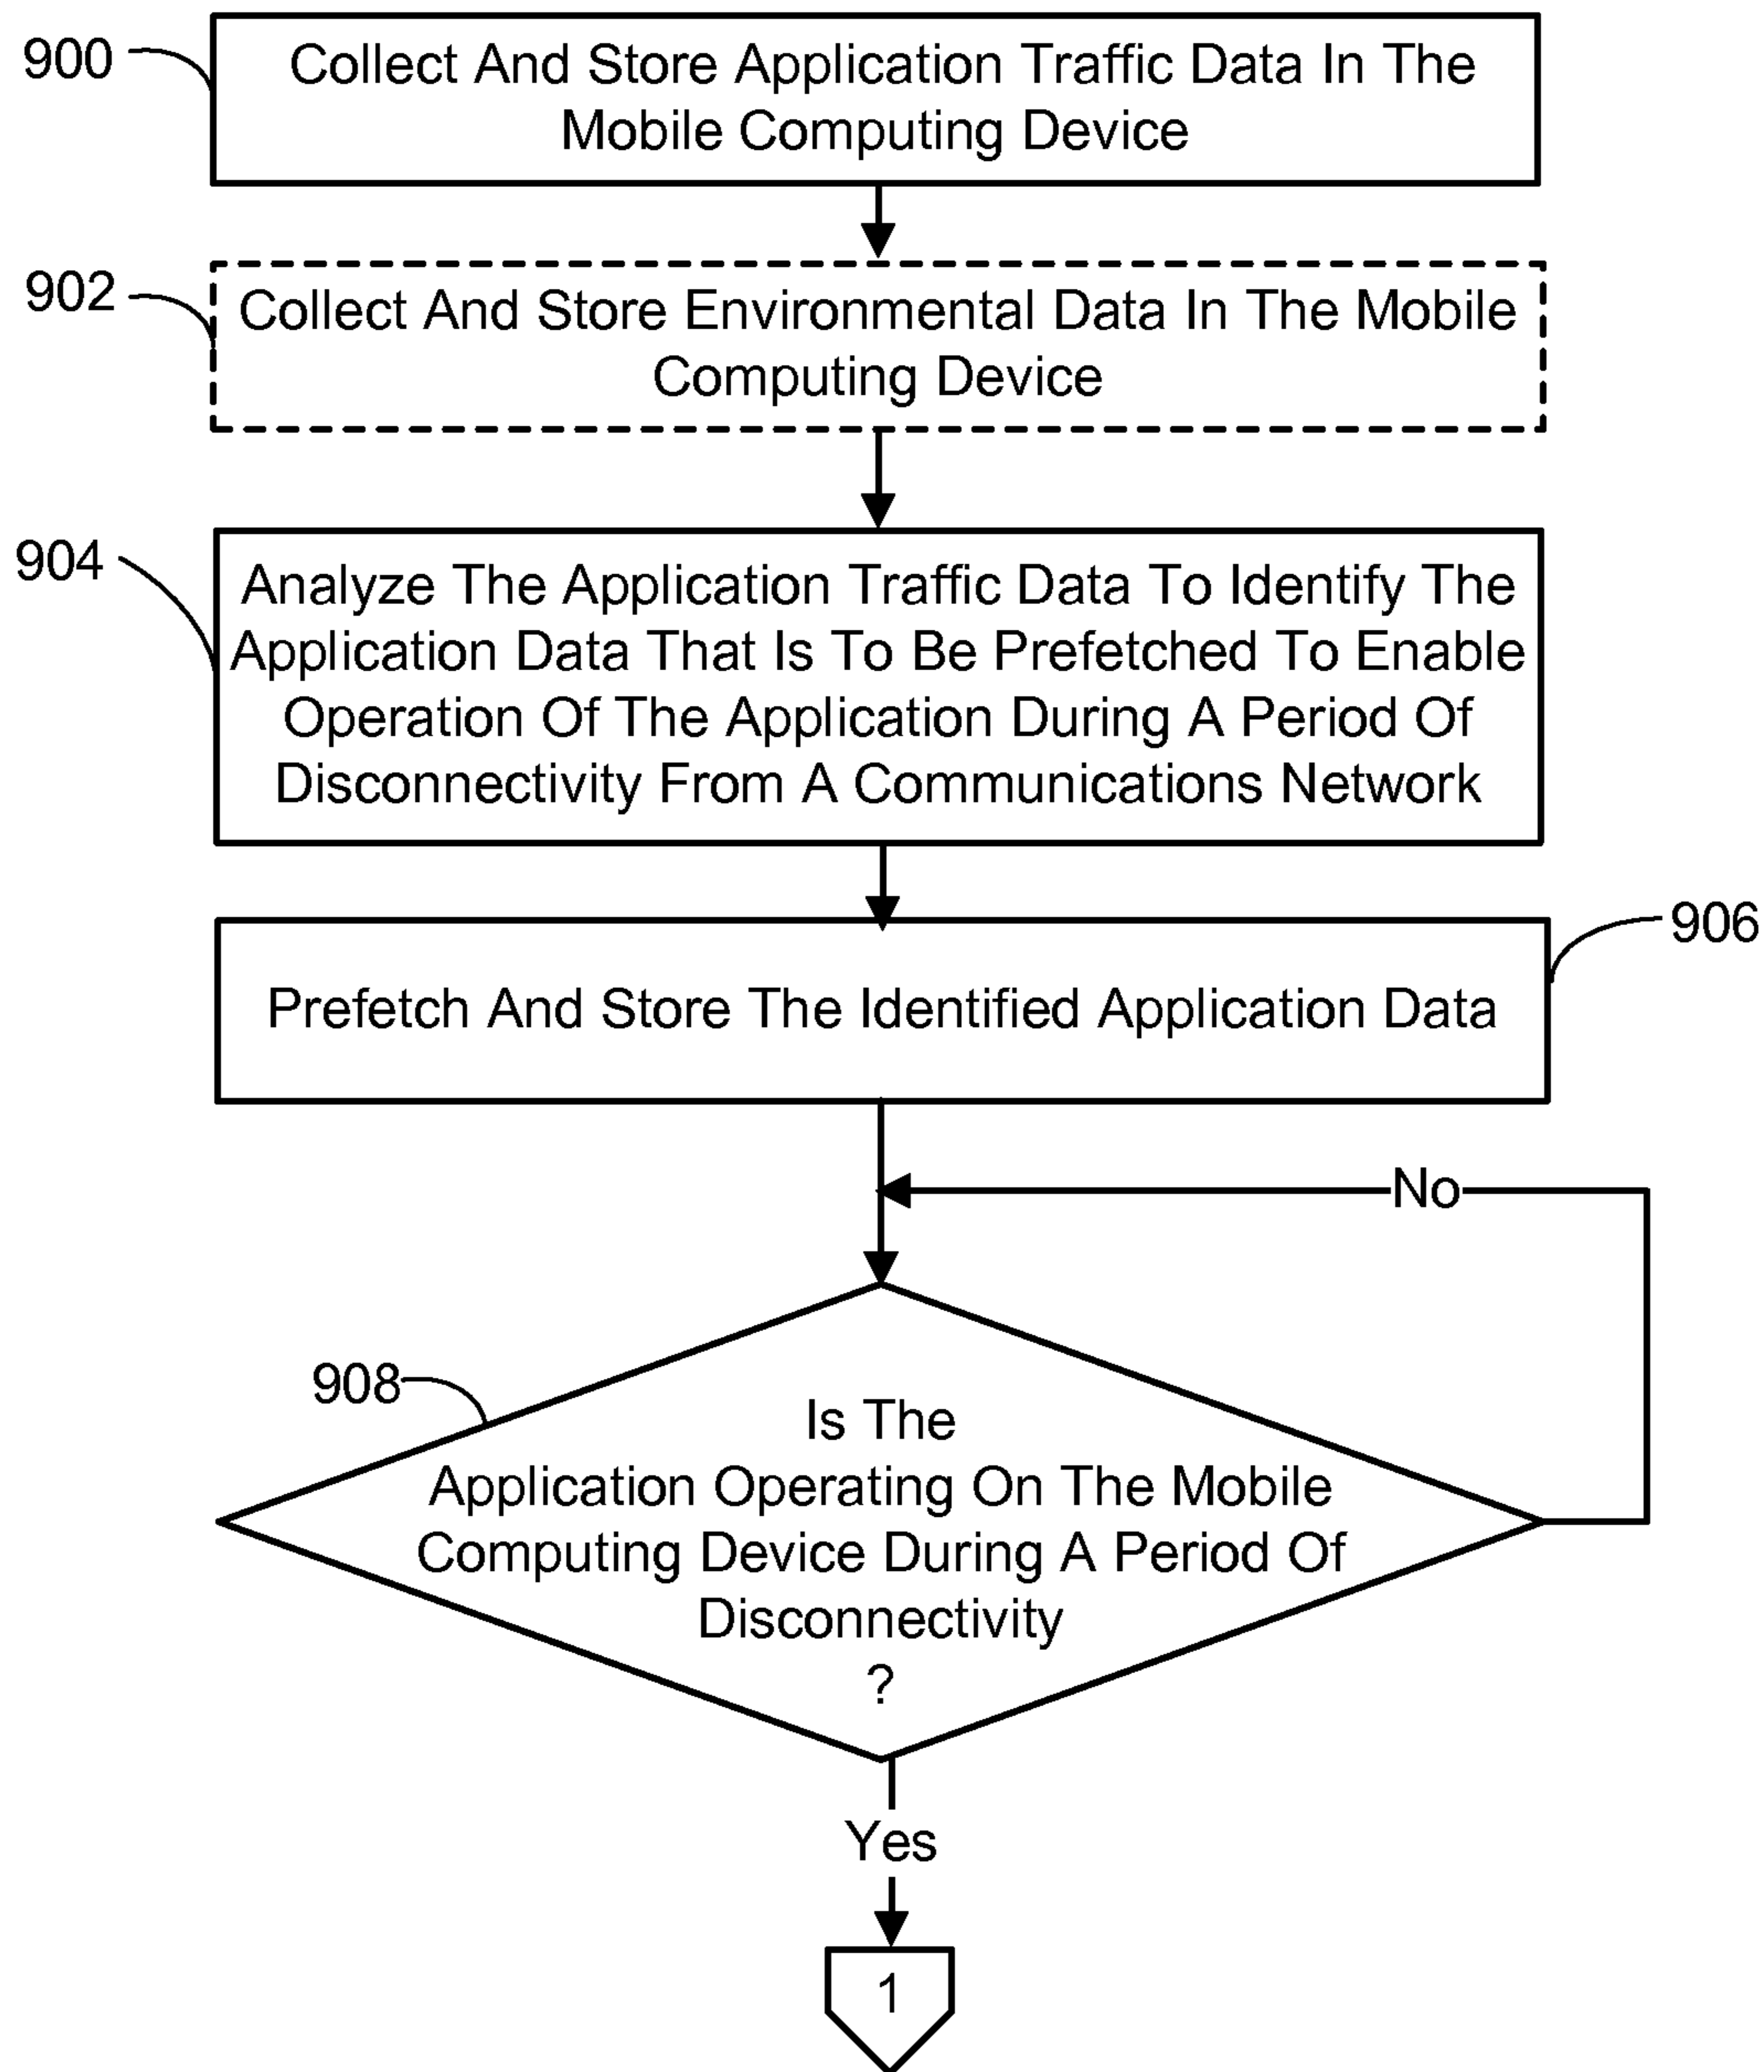 900
Collect And Store Application Traffic Data In The
Mobile Computing Device
902
Collect And Store Environmental Data In The Mobile
Computing Device
904
Analyze The Application Traffic Data To Identify The
Application Data That Is To Be Prefetched To Enable
Operation Of The Application During A Period Of
Disconnectivity From A Communications Network
906
Prefetch And Store The Identified Application Data
No
908
Is The
Application Operating On The Mobile
Computing Device During A Period Of
Disconnectivity
?
Yes
1